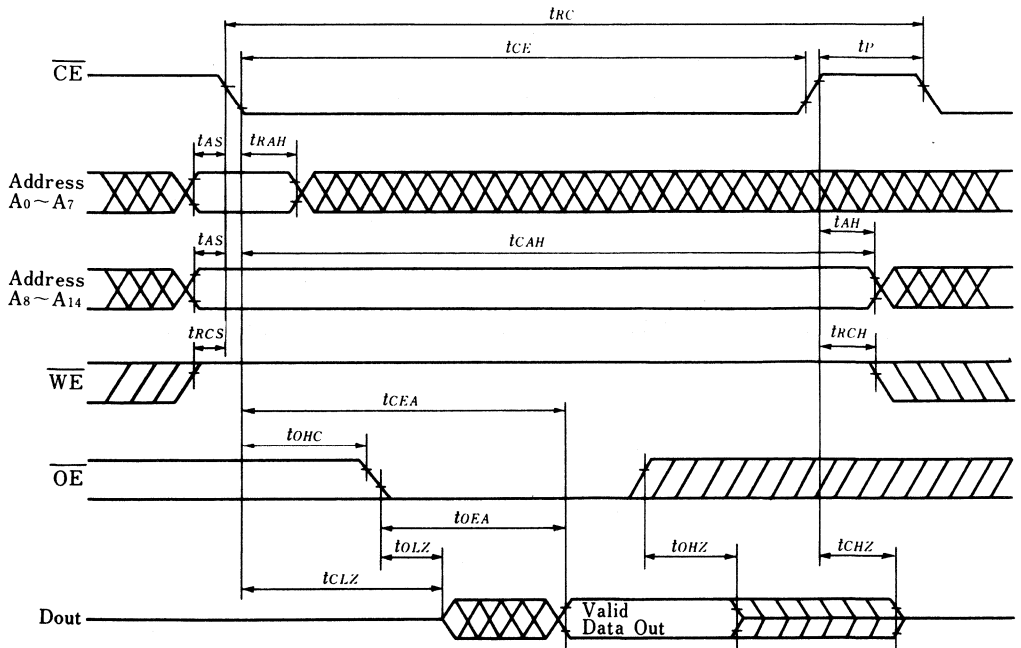 tRC
tCE
tP
CE
tAS
tRAH
Address
A0~A7
tAH
tAS
tCAH
Address
A8~A14
tRCS
tRCH
WE
tCEA
tOHC
OE
tOEA
tOLZ
tOHZ
tCHZ
tCLZ
Dout
Valid
Data Out